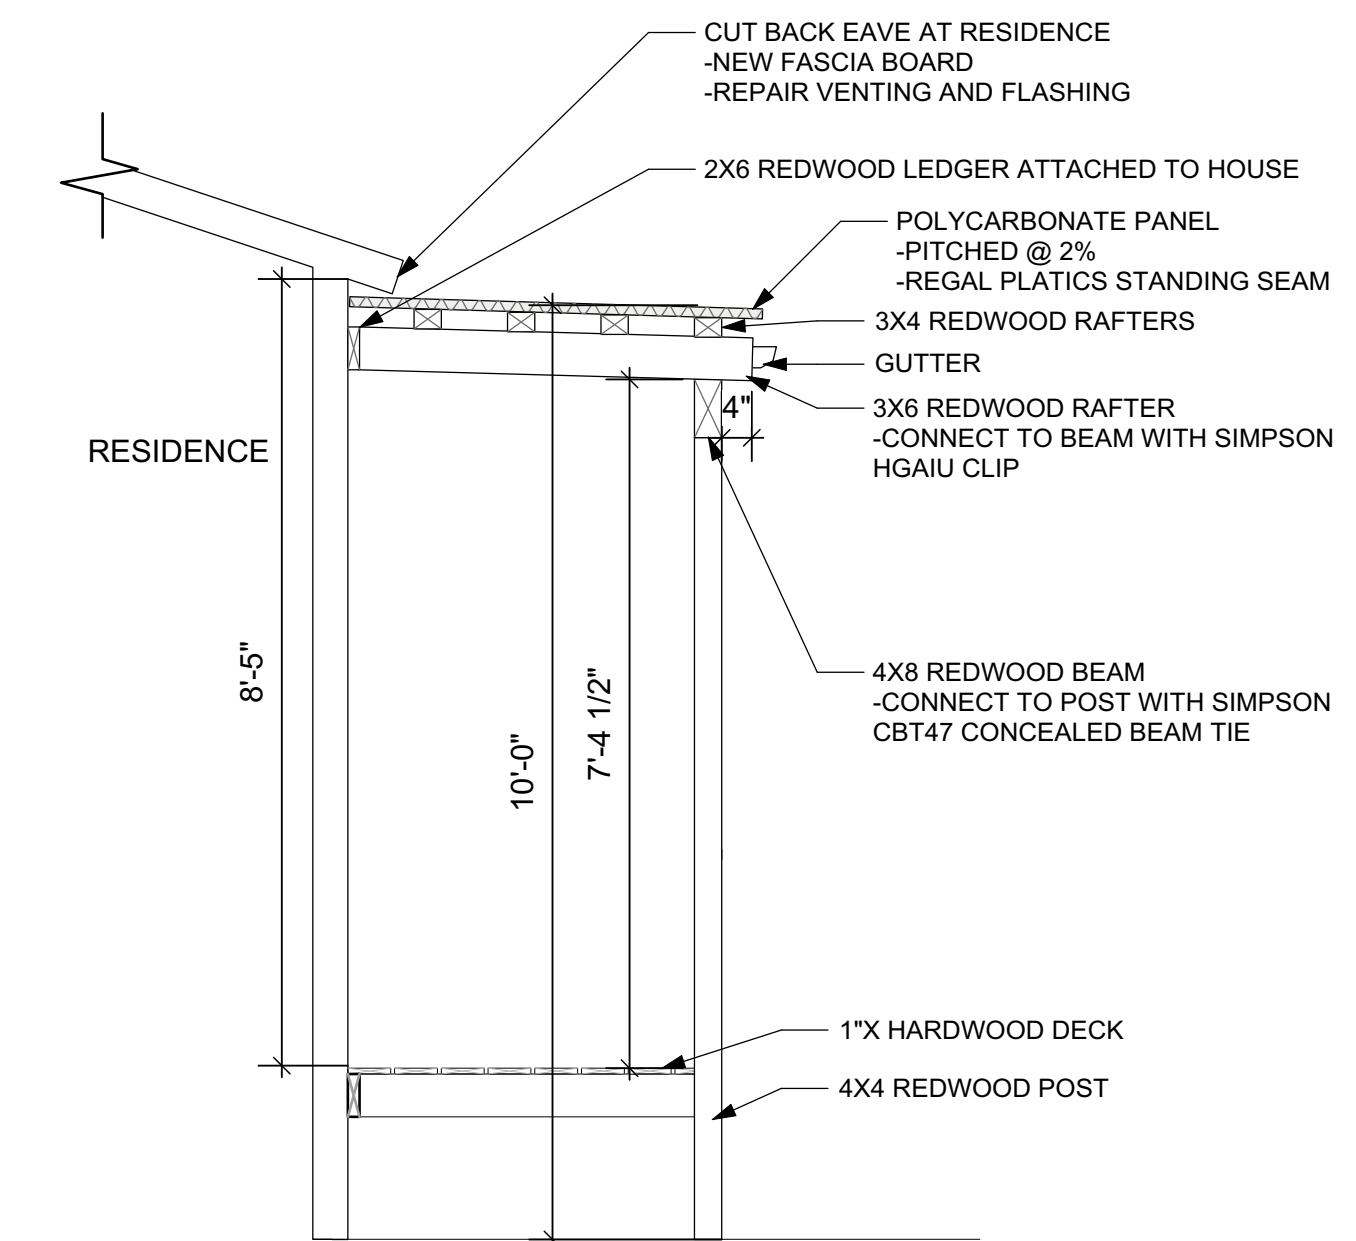 CUT BACK EAVE AT RESIDENCE
-NEW FASCIA BOARD
-REPAIR VENTING AND FLASHING
2X6 REDWOOD LEDGER ATTACHED TO HOUSE
POLYCARBONATE PANEL
-PITCHED @ 2%
-REGAL PLATICS STANDING SEAM
3X4 REDWOOD RAFTERS
GUTTER
3X6 REDWOOD RAFTER
-CONNECT TO BEAM WITH SIMPSON
HGAIU CLIP
4"
RESIDENCE
8'-5"
10'-0"
7'-4 1/2"
4X8 REDWOOD BEAM
-CONNECT TO POST WITH SIMPSON
CBT47 CONCEALED BEAM TIE
1"X HARDWOOD DECK
4X4 REDWOOD POST